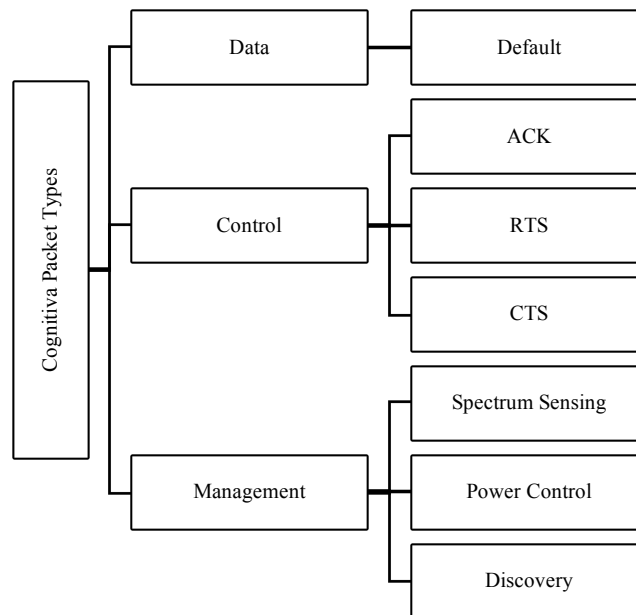 Cognitiva Packet Types
Data
Default
Control
ACK
RTS
CTS
Management
Spectrum Sensing
Power Control
Discovery